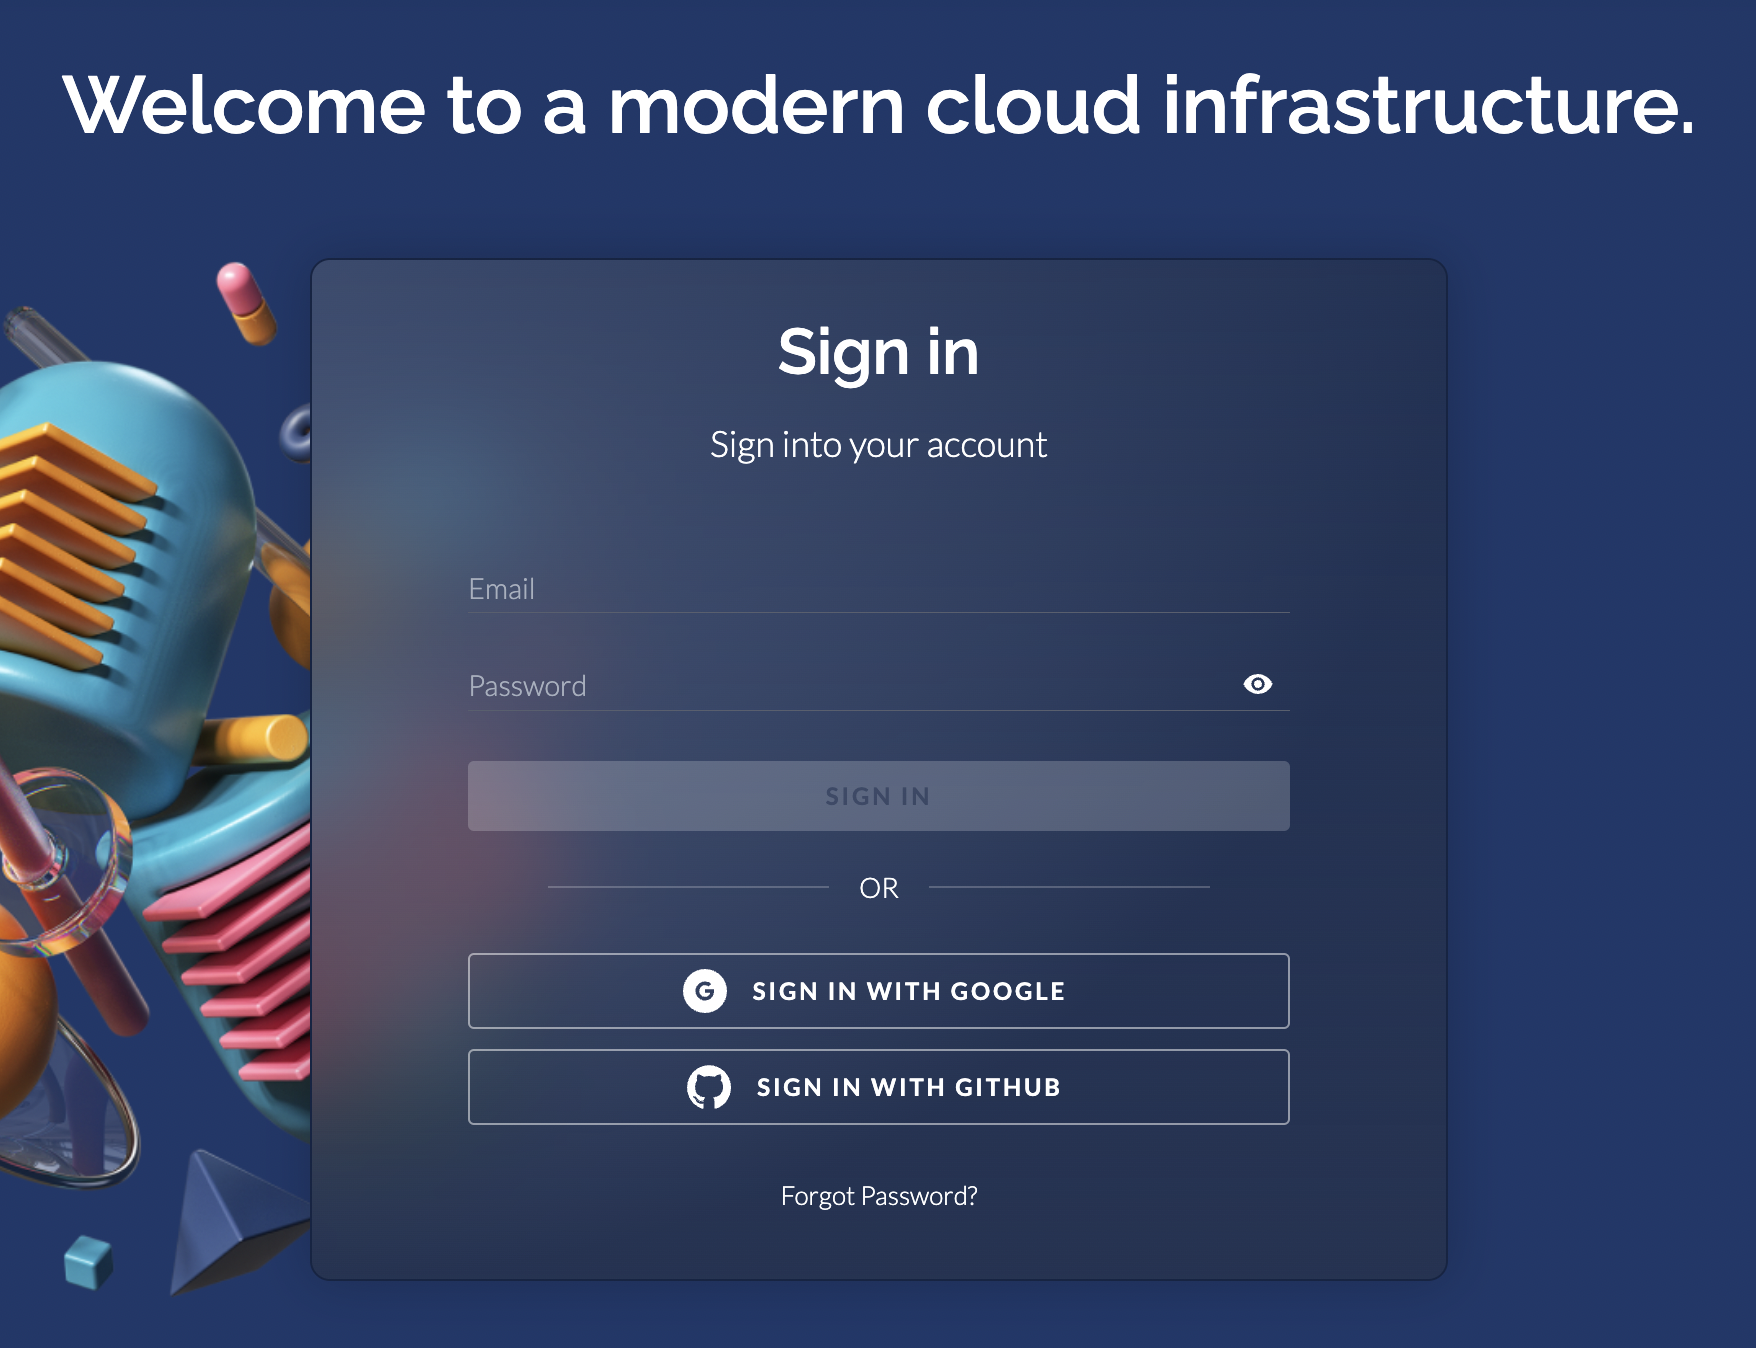 Welcome to a modern cloud infrastructure.
Sign in
Sign into your account
Email
Password
SIGN IN
OR
G SIGN IN WITH GOOGLE
SIGN IN WITH GITHUB
Forgot Password?